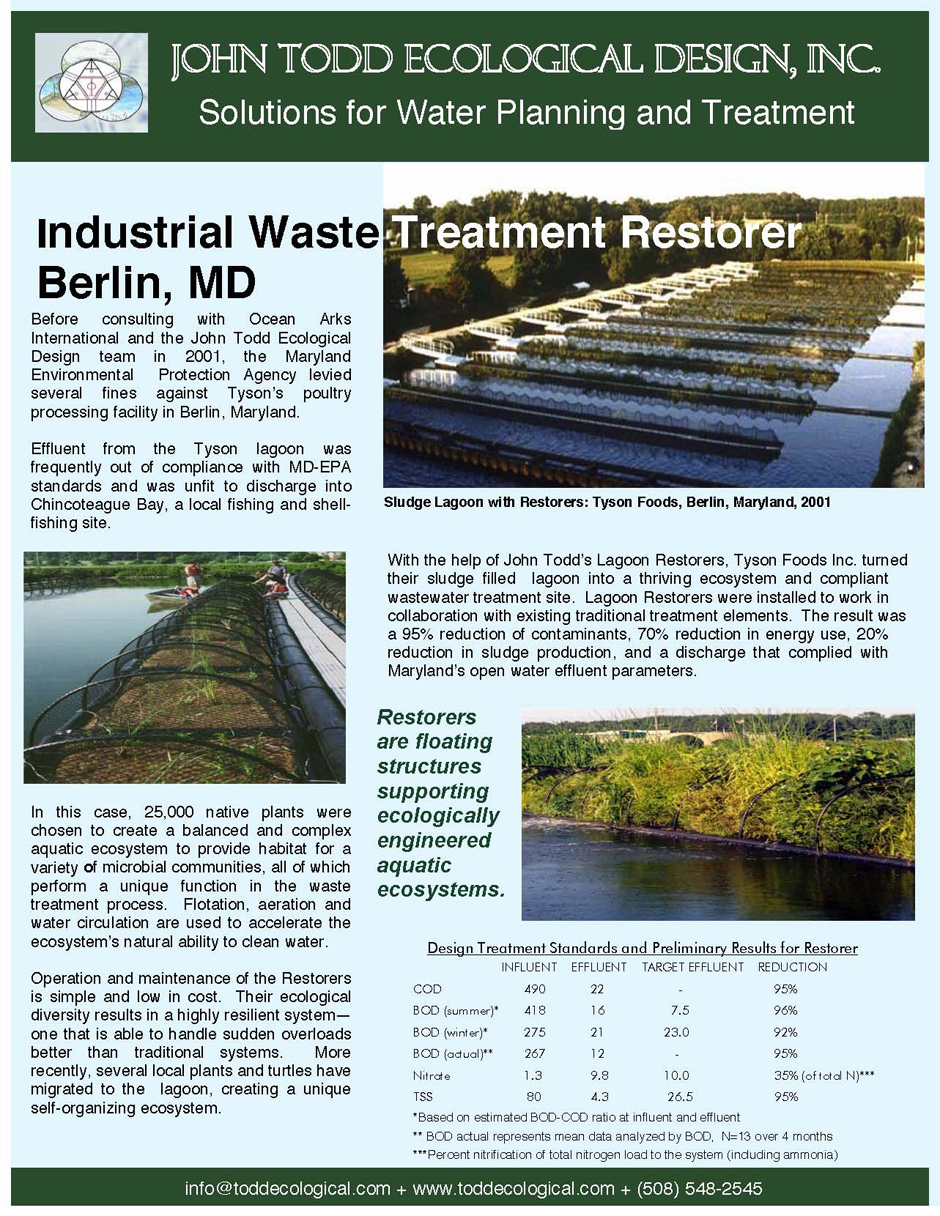 JOHN TODD ECOLOGICAL DESIGN, INC.
Solutions for Water Planning and Treatment
Industrial Waste Treatment Restorer
Berlin, MD
Before consulting with Ocean Arks
International and the John Todd Ecological
Design team in 2001, the Maryland
Environmental Protection Agency levied
several fines against Tyson's poultry
processing facility in Berlin, Maryland.
Effluent from the Tyson lagoon was
frequently out of compliance with MD-EPA
standards and was unfit to discharge into
Chincoteague Bay, a local fishing and shell-
fishing site.
Sludge Lagoon with Restorers: Tyson Foods, Berlin, Maryland, 2001
With the help of John Todd's Lagoon Restorers, Tyson Foods Inc. turned
their sludge filled lagoon into a thriving ecosystem and compliant
wastewater treatment site. Lagoon Restorers were installed to work in
collaboration with existing traditional treatment elements. The result was
a 95% reduction of contaminants, 70% reduction in energy use, 20%
reduction in sludge production, and a discharge that complied with
Maryland's open water effluent parameters.
Restorers
are floating
structures
supporting
ecologically
engineered
aquatic
ecosystems.
In this case, 25,000 native plants were
chosen to create a balanced and complex
aquatic ecosystem to provide habitat for a
variety of microbial communities, all of which
perform a unique function in the waste
treatment process. Flotation, aeration and
water circulation are used to accelerate the
ecosystem's natural ability to clean water.
Operation and maintenance of the Restorers
is simple and low in cost. Their ecological
diversity results in a highly resilient system—
one that is able to handle sudden overloads
better than traditional systems. More
recently, several local plants and turtles have
migrated to the lagoon, creating a unique
self-organizing ecosystem.
Design Treatment Standards and Preliminary Results for Restorer
INFLUENT EFFLUENT TARGET EFFLUENT REDUCTION
COD 490 22 - 95%
BOD (summer)* 418 16 7.5 96%
BOD (winter)* 275 21 23.0 92%
BOD (actual)** 267 12 - 95%
Nitrate 1.3 9.8 10.0 35% (of total N)***
TSS 80 4.3 26.5 95%
*Based on estimated BOD-COD ratio at influent and effluent
** BOD actual represents mean data analyzed by BOD, N=13 over 4 months
***Percent nitrification of total nitrogen load to the system (including ammonia)
info@toddecological.com + www.toddecological.com + (508) 548-2545